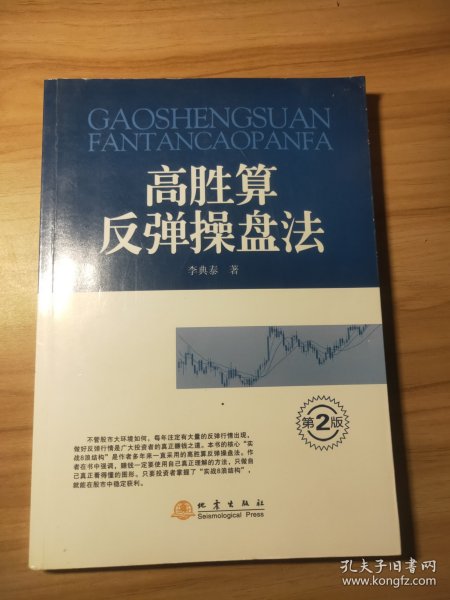 GAOSHENGSUAN
FANTANCAOPANFA
高胜算
反弹操盘法
李典泰 著
第2版
不管股市大环境如何，每年注定有大量的反弹行情出现，
做好反弹行情是广大投资者的真正赚钱之道。本书的核心“实
战8浪结构”是作者多年来一直采用的高胜算反弹操盘法。作
者在书中强调，赚钱一定要使用自己真正理解的方法，只做自
己真正看得懂的图形。只要投资者掌握了“实战8浪结构”，
就能在股市中稳定获利。
地震出版社
Seismological Press
孔夫子旧书网
www.kongfz.com